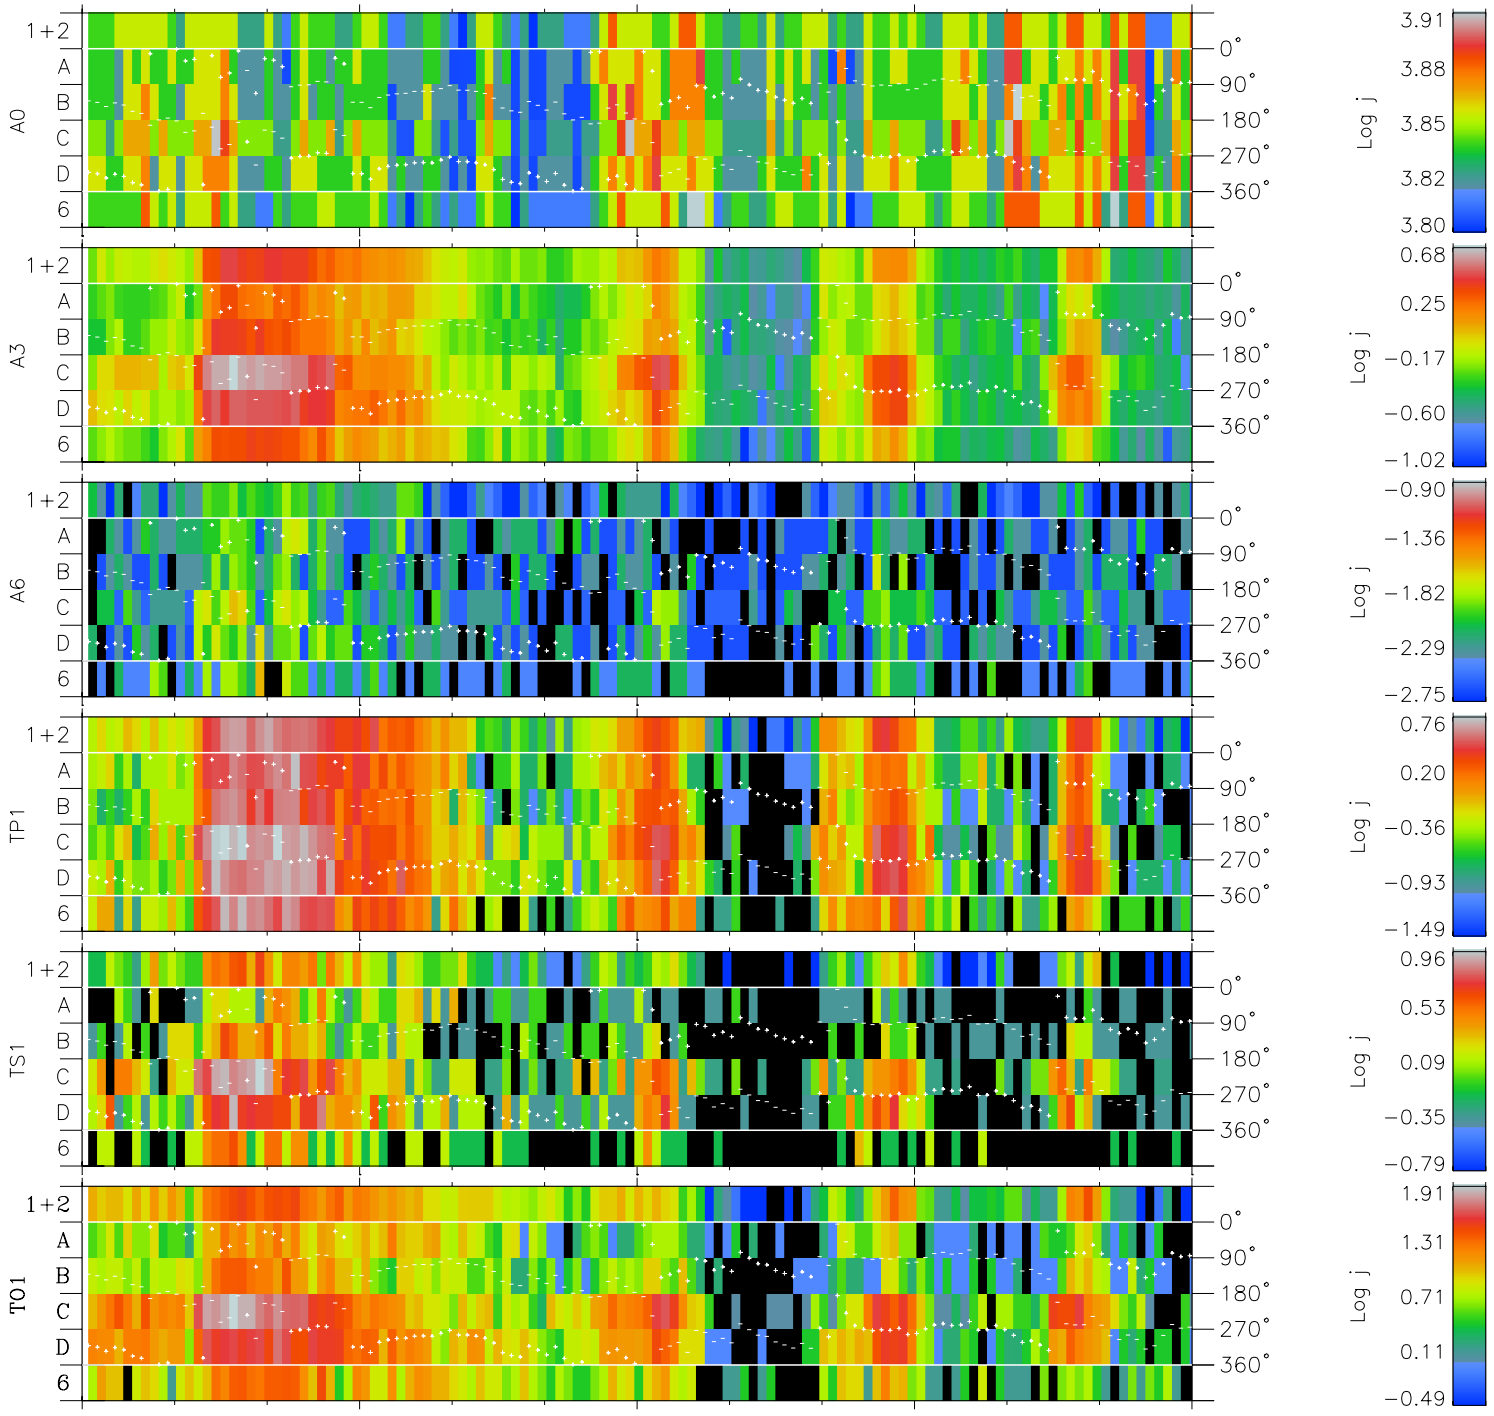 A0
1+2
A
B
C
D
6
0°
90°
180°
270°
360°
Log j
3.91
3.88
3.85
3.82
3.80
A3
1+2
A
B
C
D
6
0°
90°
180°
270°
360°
Log j
0.68
0.25
−0.17
−0.60
−1.02
A6
1+2
A
B
C
D
6
0°
90°
180°
270°
360°
Log j
−0.90
−1.36
−1.82
−2.29
−2.75
TP1
1+2
A
B
C
D
6
0°
90°
180°
270°
360°
Log j
0.76
0.20
−0.36
−0.93
−1.49
TS1
1+2
A
B
C
D
6
0°
90°
180°
270°
360°
Log j
0.96
0.53
0.09
−0.35
−0.79
TO1
1+2
A
B
C
D
6
0°
90°
180°
270°
360°
Log j
1.91
1.31
0.71
0.11
−0.49